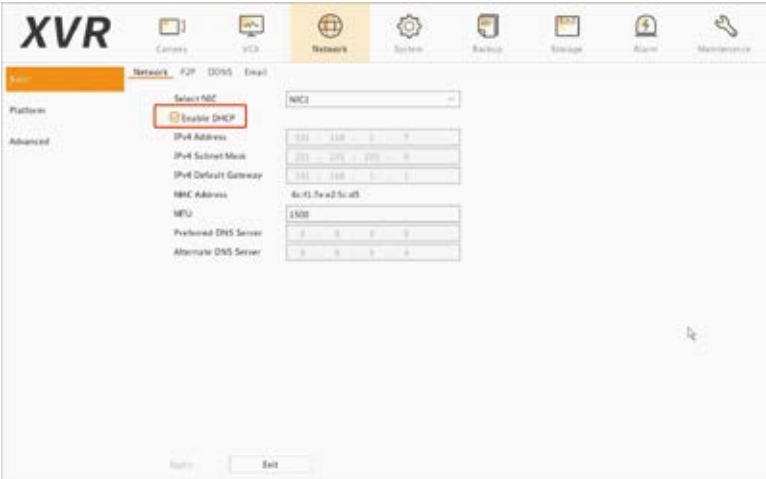 XVR
Camera VCA Network System Backup Storage Alarm Maintenance
Basic
Network P2P DDNS Email
Select NIC NIC1
Platform
Enable DHCP
Advanced
IPv4 Address
IPv4 Subnet Mask
IPv4 Default Gateway
MAC Address
MTU 1500
Preferred DNS Server
Alternate DNS Server
Apply Exit